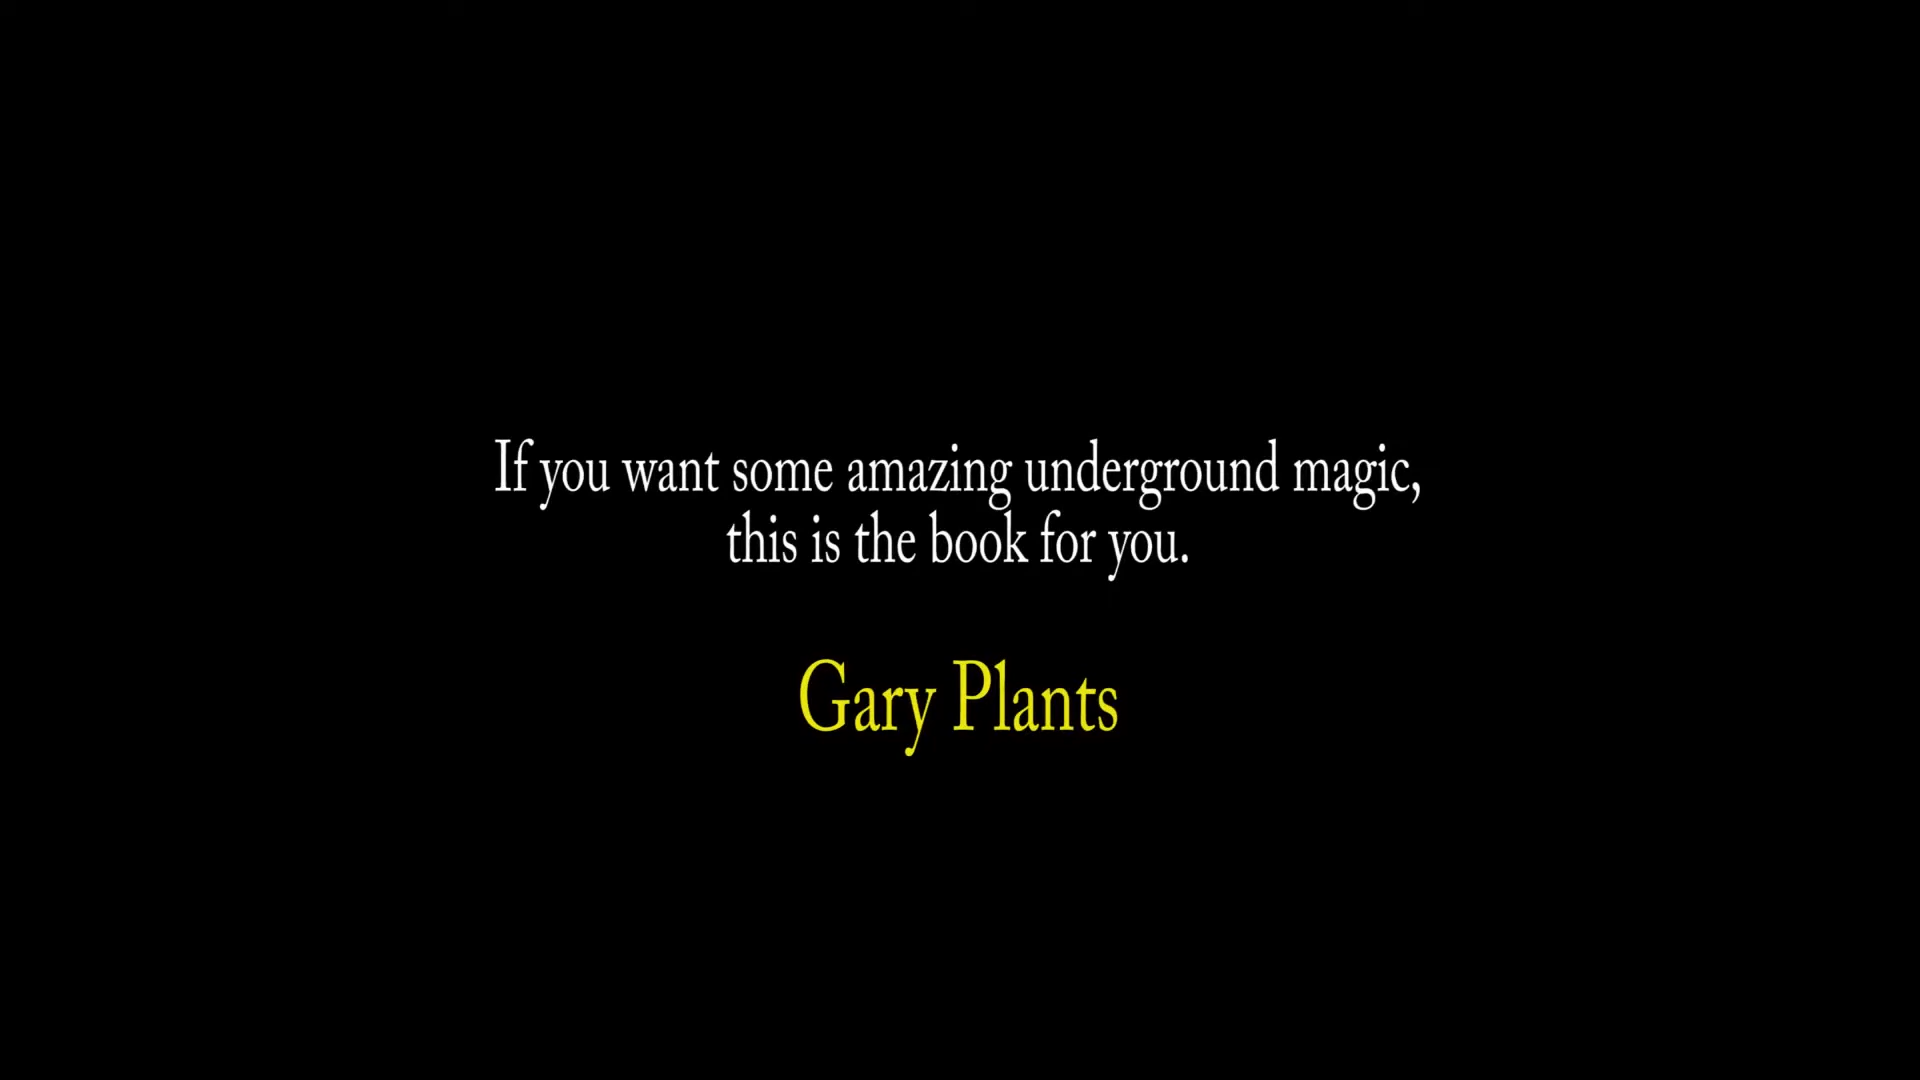 If you want some amazing underground magic,
this is the book for you.
Gary Plants